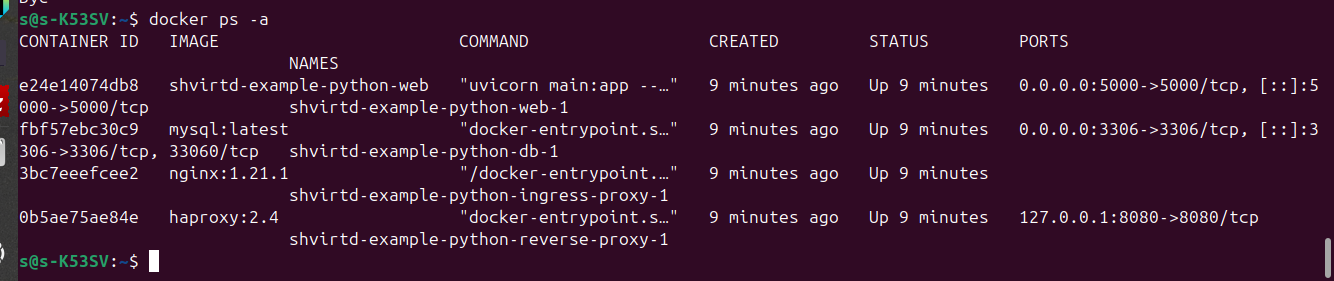 s@s-K53SV:~$ docker ps -a
CONTAINER ID   IMAGE                        COMMAND                  CREATED         STATUS         PORTS
                           NAMES
e24e14074db8   shvirtd-example-python-web   "uvicorn main:app --…"   9 minutes ago   Up 9 minutes   0.0.0.0:5000->5000/tcp, [::]:5
000->5000/tcp              shvirtd-example-python-web-1
fbf57ebc30c9   mysql:latest                 "docker-entrypoint.s…"   9 minutes ago   Up 9 minutes   0.0.0.0:3306->3306/tcp, [::]:3
306->3306/tcp, 33060/tcp   shvirtd-example-python-db-1
3bc7eeefcee2   nginx:1.21.1                 "/docker-entrypoint.…"   9 minutes ago   Up 9 minutes
                           shvirtd-example-python-ingress-proxy-1
0b5ae75ae84e   haproxy:2.4                  "docker-entrypoint.s…"   9 minutes ago   Up 9 minutes   127.0.0.1:8080->8080/tcp
                           shvirtd-example-python-reverse-proxy-1
s@s-K53SV:~$